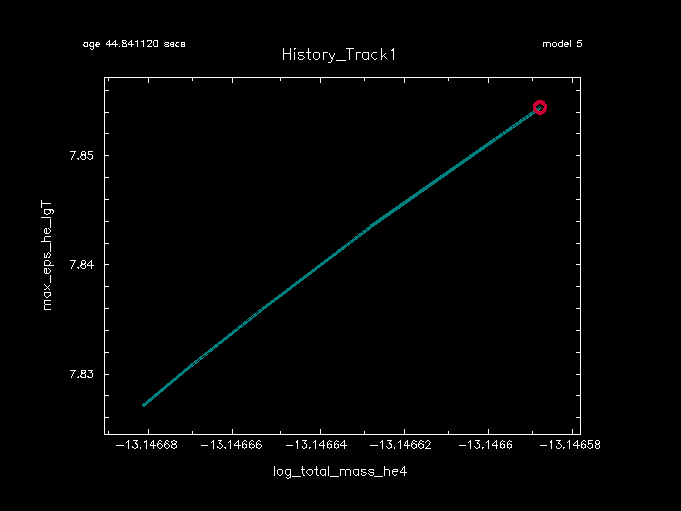 age 44.841120 secs
model 5
History_Track1
7.85
7.84
7.83
max_eps_he_lgT
-13.14668
-13.14666
-13.14664
-13.14662
-13.1466
-13.14658
log_total_mass_he4